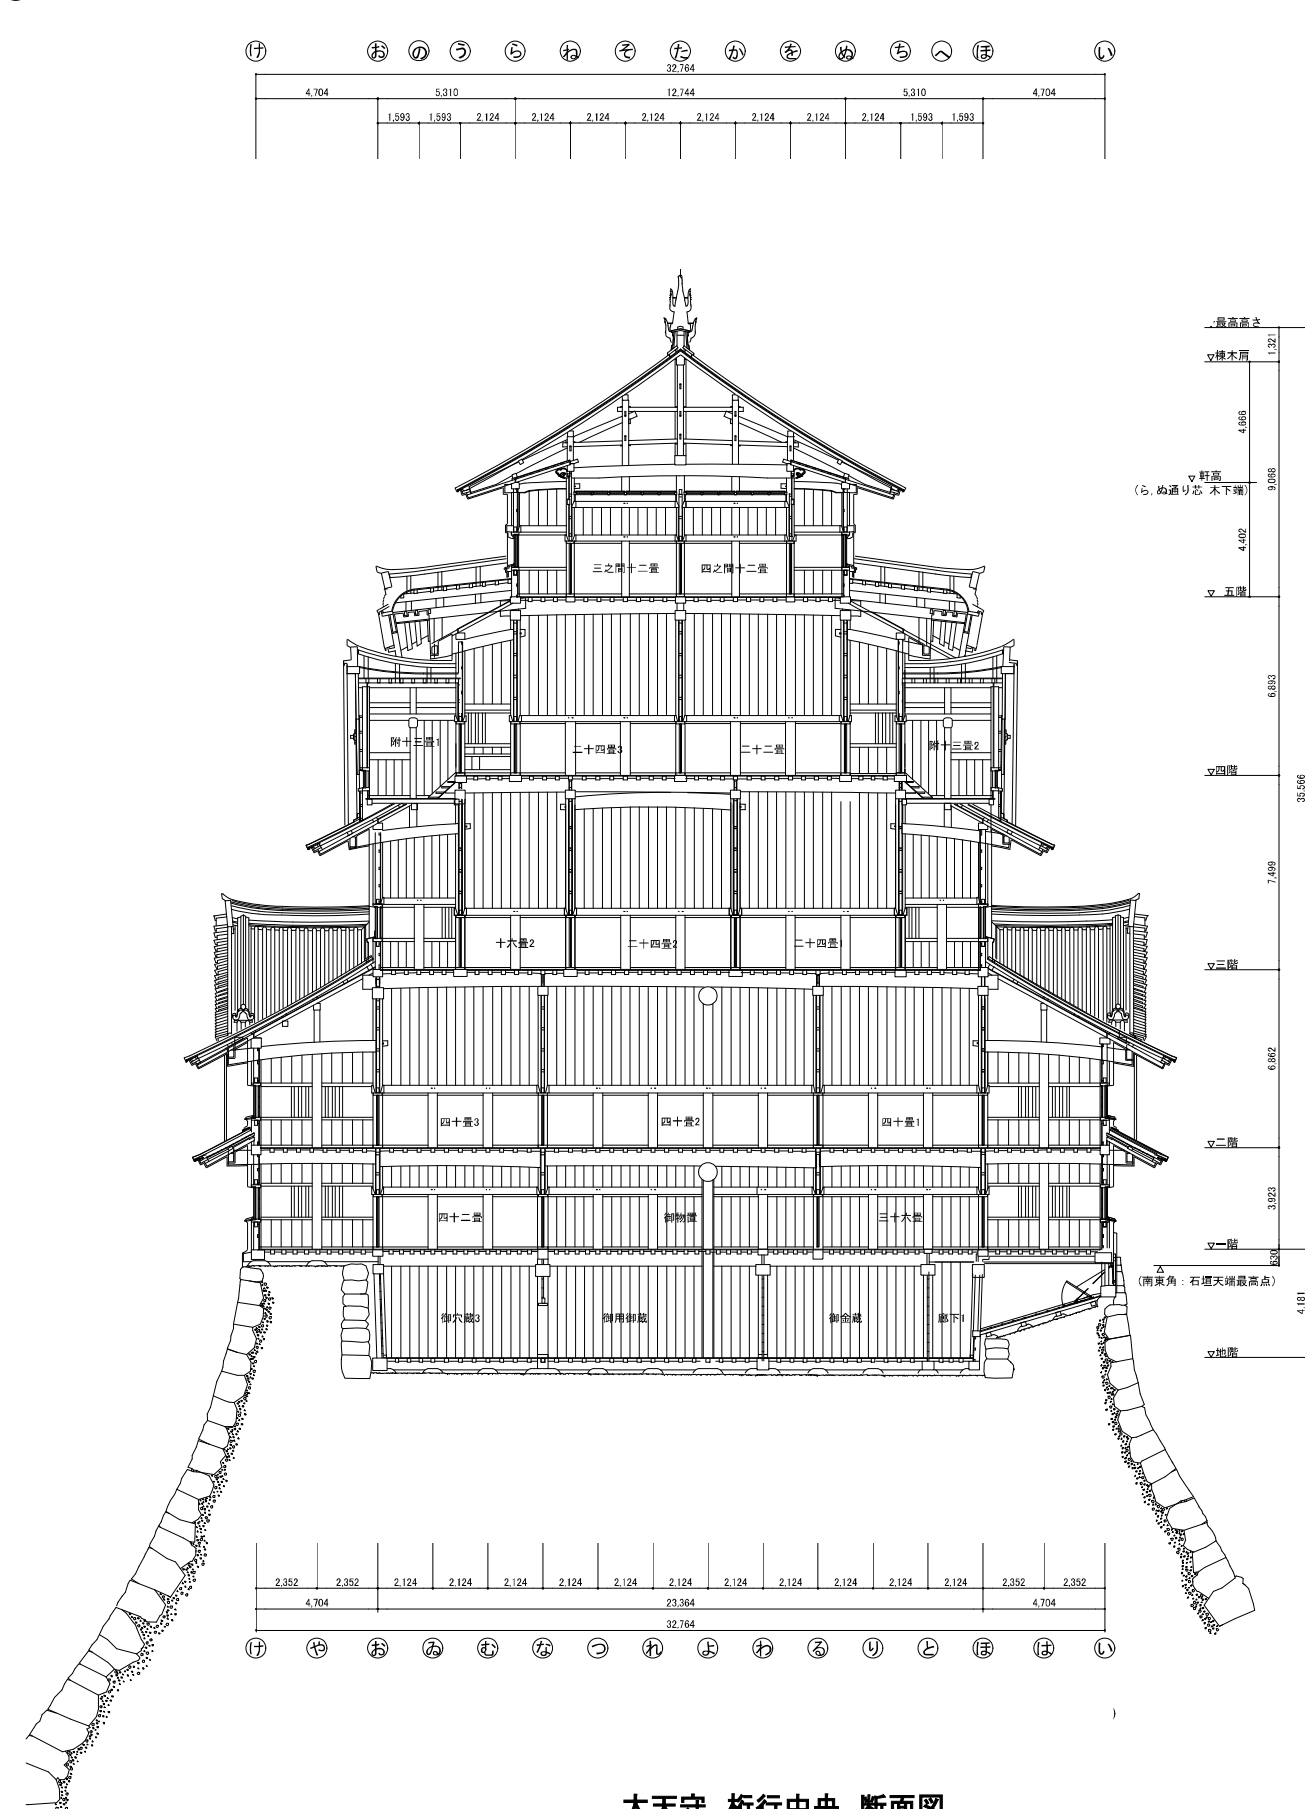 け お の う ら ね そ た か を ぬ ち へ ほ い
32,764
4,704 5,310 12,744 5,310 4,704
1,593 1,593 2,124 2,124 2,124 2,124 2,124 2,124 2,124 2,124 1,593 1,593
最高高さ
1,321
▽棟木肩
4,666
▽ 軒高
(ら,ぬ通り芯 木下端)
9,088
4,402
三之間十二畳 四之間十二畳
▽ 五階
6,893
附十三畳1 二十四畳3 二十二畳 附十三畳2
▽四階
35,566
7,499
十六畳2 二十四畳2 二十四畳1
▽三階
6,862
四十畳3 四十畳2 四十畳1
▽二階
3,923
四十二畳 御物置 三十六畳
▽一階
630
(南東角：石垣天端最高点)
4,181
御穴蔵3 御用御蔵 御金蔵 廊下1
▽地階
2,352 2,352 2,124 2,124 2,124 2,124 2,124 2,124 2,124 2,124 2,124 2,124 2,124 2,352 2,352
4,704 23,364 4,704
32,764
け や お ゐ む な つ れ よ わ る り と ほ は い
大天守 桁行中央 断面図